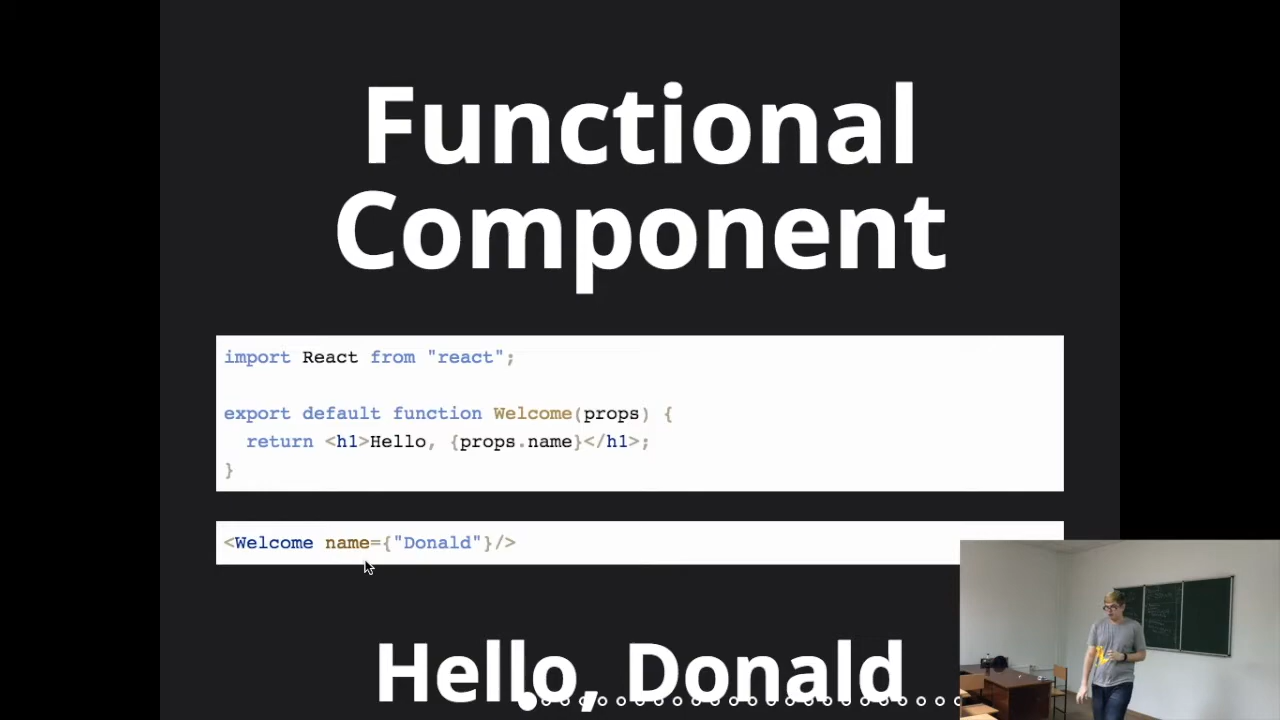 Functional
Component
import React from "react";
export default function Welcome(props) {
  return <h1>Hello, {props.name}</h1>;
}
<Welcome name={"Donald"}/>
Hello, Donald